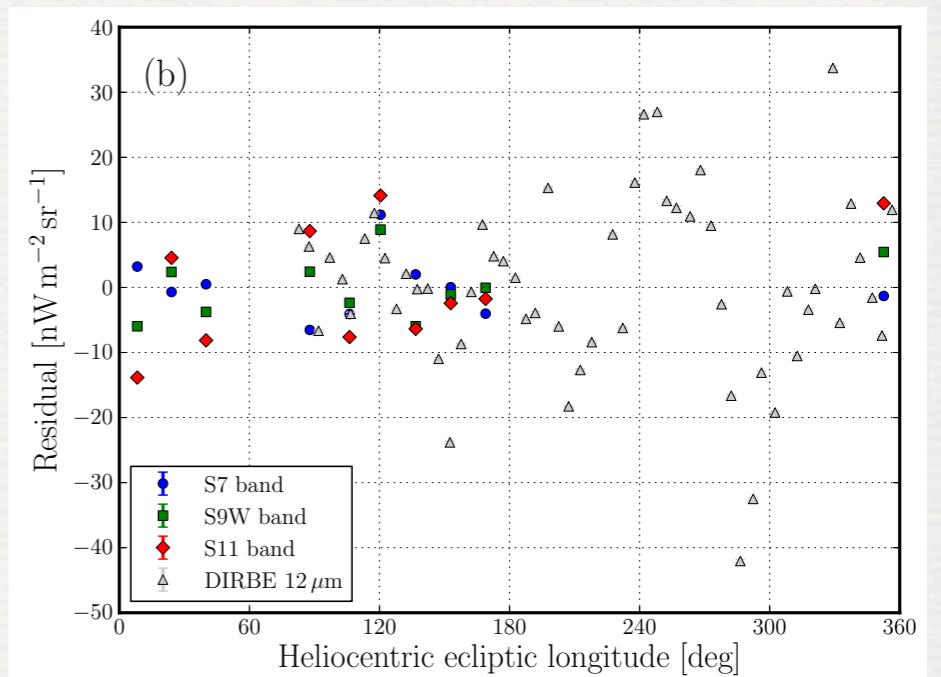 (b)
Residual [nW m⁻² sr⁻¹]
40
30
20
10
0
−10
−20
−30
−40
−50
S7 band
S9W band
S11 band
DIRBE 12 μm
0 60 120 180 240 300 360
Heliocentric ecliptic longitude [deg]